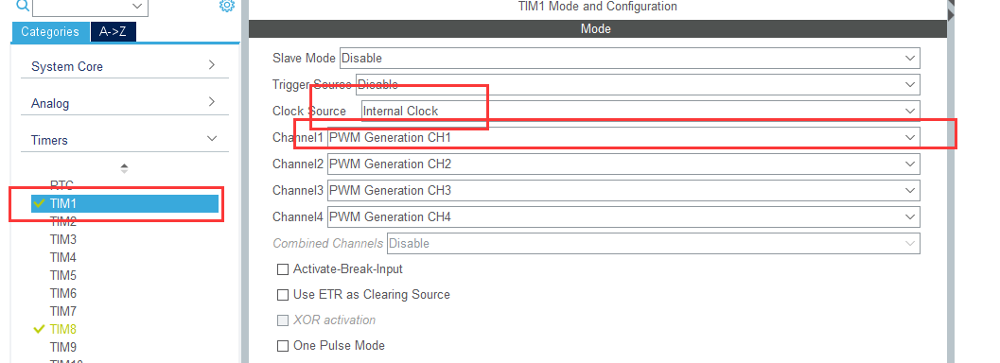 TIM1 Mode and Configuration
Categories
A->Z
Mode
System Core
Analog
Timers
RTC
TIM1
TIM2
TIM3
TIM4
TIM5
TIM6
TIM7
TIM8
TIM9
TIM10
Slave Mode Disable
Trigger Source Disable
Clock Source Internal Clock
Channel1 PWM Generation CH1
Channel2 PWM Generation CH2
Channel3 PWM Generation CH3
Channel4 PWM Generation CH4
Combined Channels Disable
Activate-Break-Input
Use ETR as Clearing Source
XOR activation
One Pulse Mode